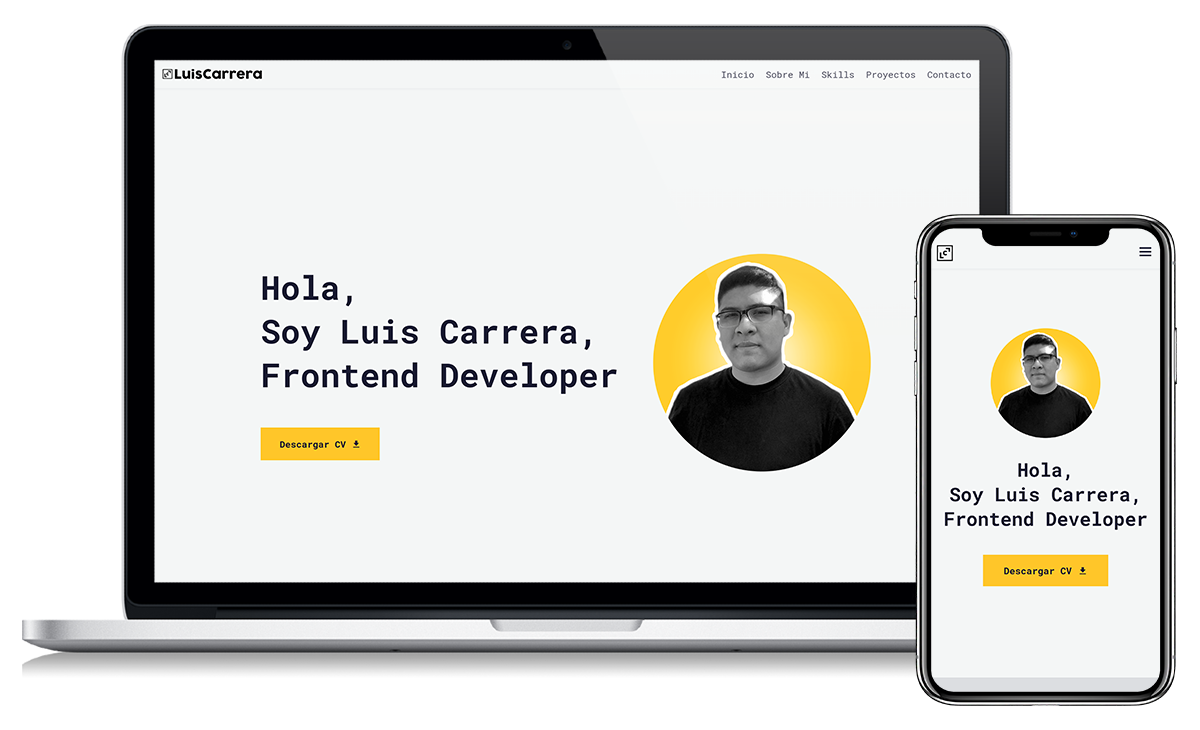 LuisCarrera
Inicio Sobre Mi Skills Proyectos Contacto
Hola,
Soy Luis Carrera,
Frontend Developer
Descargar CV
LC
Hola,
Soy Luis Carrera,
Frontend Developer
Descargar CV